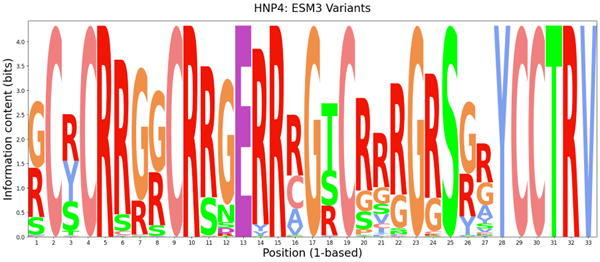 HNP4: ESM3 Variants
Information content (bits)
4.0
3.5
3.0
2.5
2.0
1.5
1.0
0.5
0.0
G R S C R Y S C R R S G R G R C R R S G N R E R Y R R C A G T S R C R G R G S R G G R G S G R Y R G A Y C C T R V
1 2 3 4 5 6 7 8 9 10 11 12 13 14 15 16 17 18 19 20 21 22 23 24 25 26 27 28 29 30 31 32 33
Position (1-based)